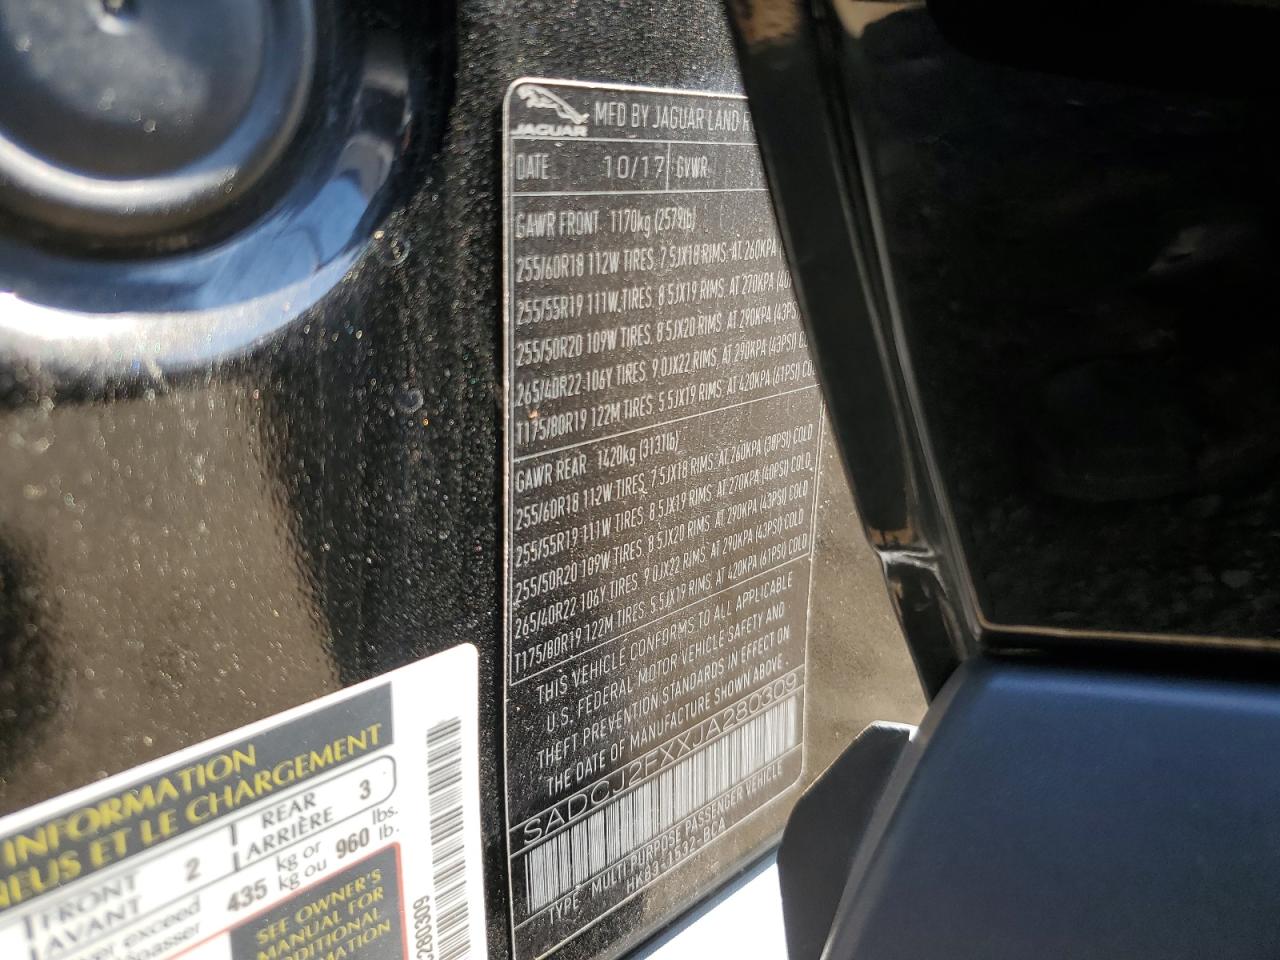 JAGUAR
MFD BY JAGUAR LAND
DATE 10/17 GVWR
GAWR FRONT 1170kg (2579lb)
255/60R18 112W TIRES, 7.5JX18 RIMS, AT 260KPA
255/55R19 111W TIRES, 8.5JX19 RIMS, AT 270KPA (40
255/50R20 109W TIRES, 8.5JX20 RIMS, AT 290KPA (43PS
265/40R22 106Y TIRES, 9.0JX22 RIMS, AT 290KPA (43PSI) CO
T175/80R19 122M TIRES, 5.5JX19 RIMS, AT 420KPA (61PSI) CO
GAWR REAR 1420kg (3131lb)
255/60R18 112W TIRES, 7.5JX18 RIMS, AT 260KPA (38PSI) COLD
255/55R19 111W TIRES, 8.5JX19 RIMS, AT 270KPA (40PSI) COLD
255/50R20 109W TIRES, 8.5JX20 RIMS, AT 290KPA (43PSI) COLD
265/40R22 106Y TIRES, 9.0JX22 RIMS, AT 290KPA (43PSI) COLD
T175/80R19 122M TIRES, 5.5JX19 RIMS, AT 420KPA (61PSI) COLD
THIS VEHICLE CONFORMS TO ALL APPLICABLE
U.S. FEDERAL MOTOR VEHICLE SAFETY AND
THEFT PREVENTION STANDARDS IN EFFECT ON
THE DATE OF MANUFACTURE SHOWN ABOVE.
SADCJ2FXXJA280309
TYPE MULTI PURPOSE PASSENGER VEHICLE
HK83-1532-BCA
INFORMATION
NEUS ET LE CHARGEMENT
FRONT
AVANT 2 REAR
ARRIÈRE 3
ver exceed 435 kg or
kg ou 960 lbs.
lb.
SEE OWNER'S
MANUAL FOR
ADDITIONAL
280309